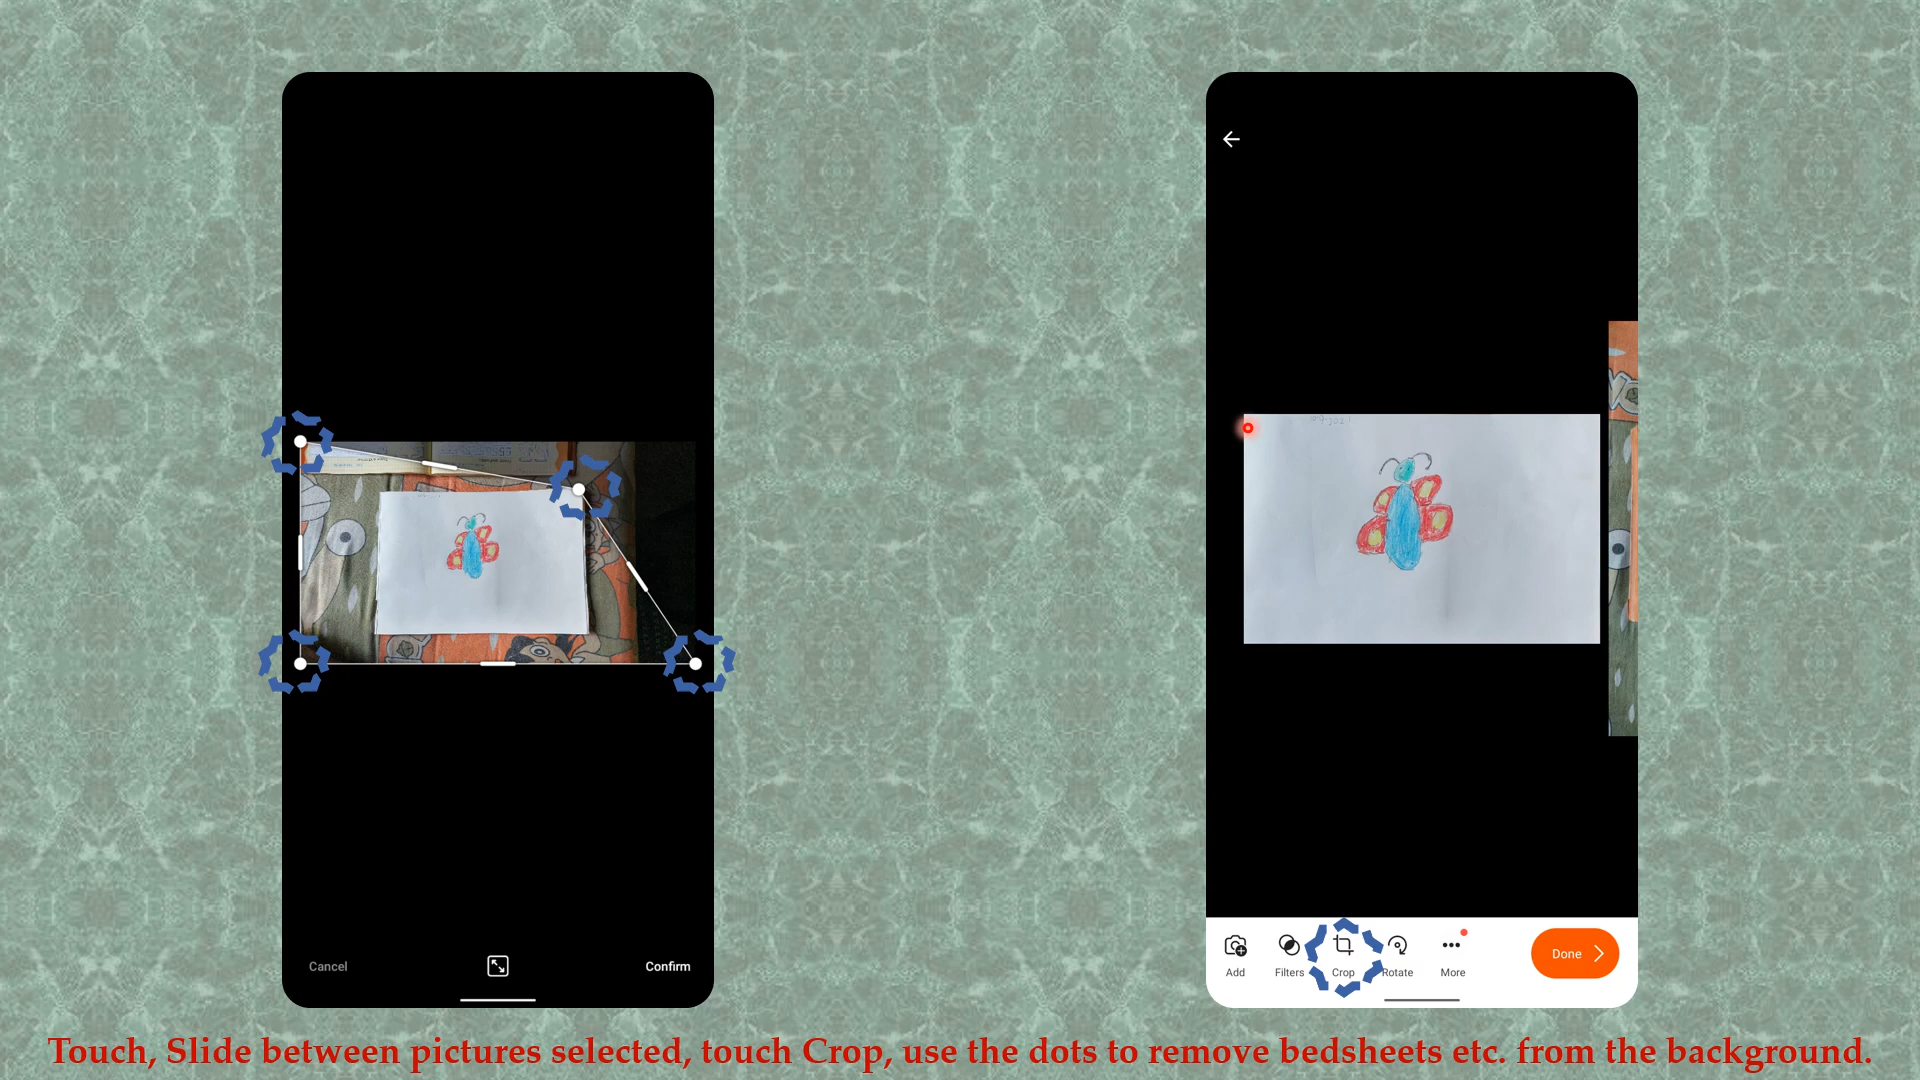 Cancel
Confirm
Add
Filters
Crop
Rotate
More
Done
Touch, Slide between pictures selected, touch Crop, use the dots to remove bedsheets etc. from the background.